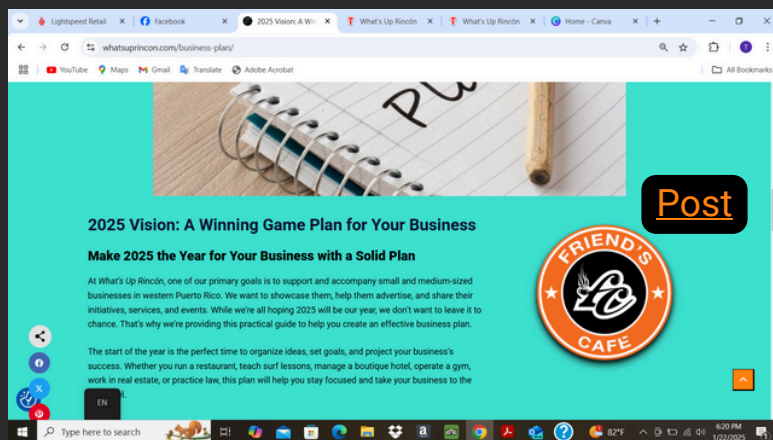 Lightspeed Retail
Facebook
2025 Vision: A Wi
What's Up Rincón
What's Up Rincón
Home - Canva
whatsuprincon.com/business-plan/
YouTube
Maps
Gmail
Translate
Adobe Acrobat
All Bookmarks
Post
2025 Vision: A Winning Game Plan for Your Business
Make 2025 the Year for Your Business with a Solid Plan
At What's Up Rincón, one of our primary goals is to support and accompany small and medium-sized
businesses in western Puerto Rico. We want to showcase them, help them advertise, and share their
initiatives, services, and events. While we're all hoping 2025 will be our year, we don't want to leave it to
chance. That's why we're providing this practical guide to help you create an effective business plan.
The start of the year is the perfect time to organize ideas, set goals, and project your business's
success. Whether you run a restaurant, teach surf lessons, manage a boutique hotel, operate a gym,
work in real estate, or practice law, this plan will help you stay focused and take your business to the
FRIEND'S
CAFE
EN
Type here to search
82°F
6:20 PM
1/22/2025